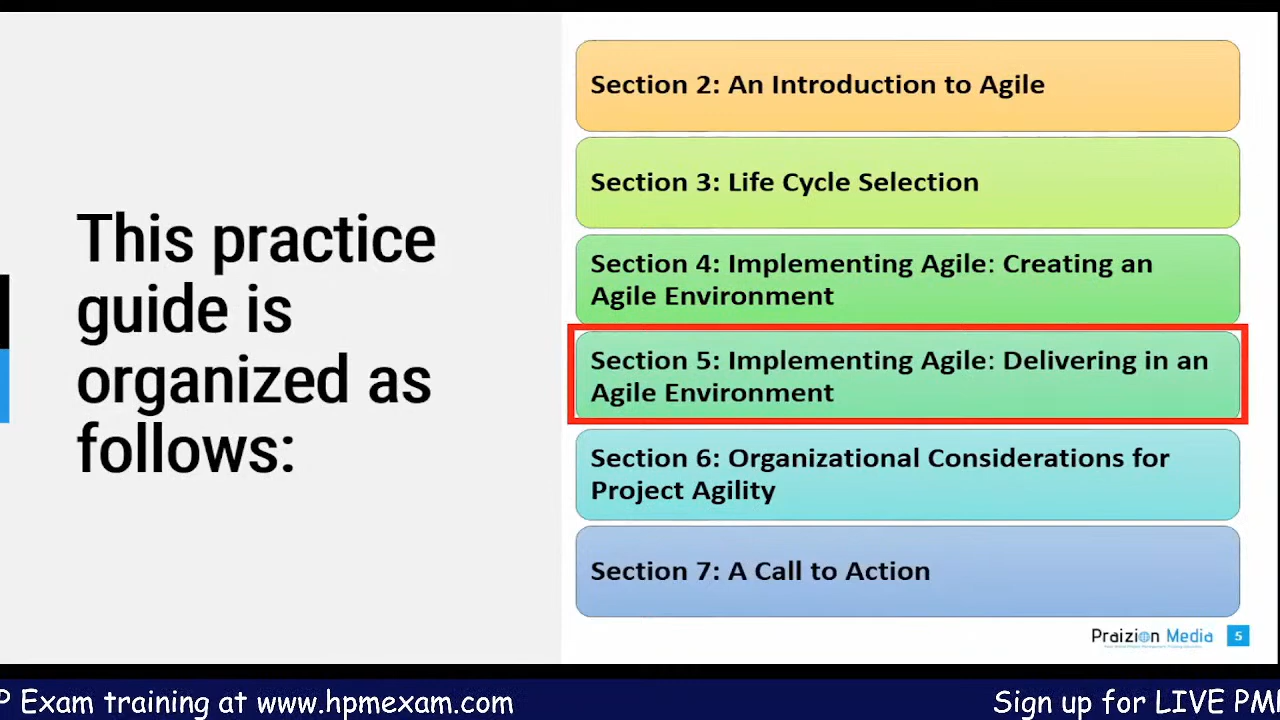 This practice
guide is
organized as
follows:
Section 2: An Introduction to Agile
Section 3: Life Cycle Selection
Section 4: Implementing Agile: Creating an
Agile Environment
Section 5: Implementing Agile: Delivering in an
Agile Environment
Section 6: Organizational Considerations for
Project Agility
Section 7: A Call to Action
Praizion Media 5
P Exam training at www.hpmexam.com
Sign up for LIVE PM